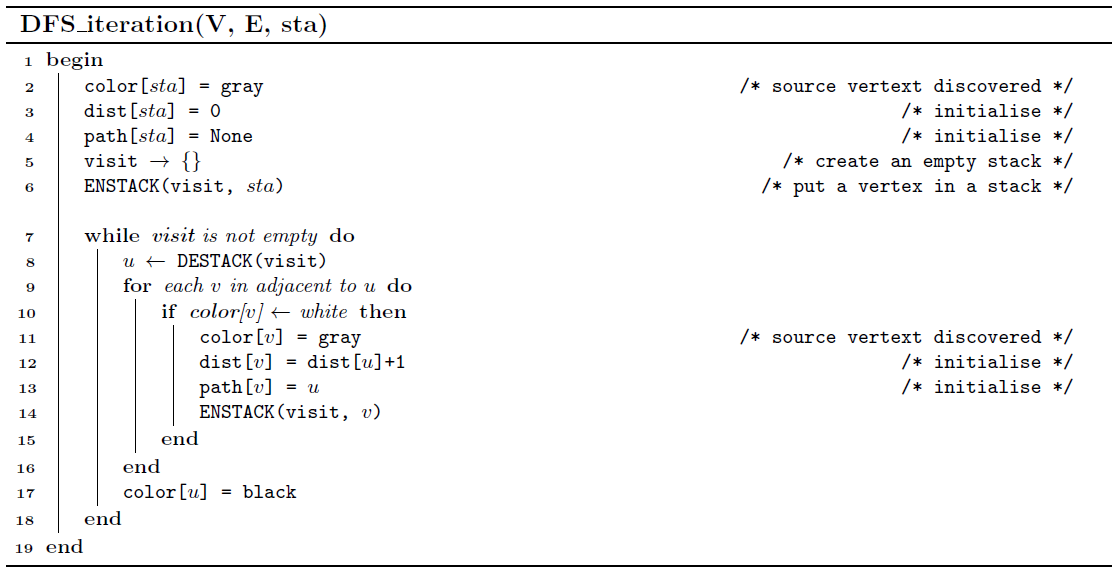 DFS_iteration(V, E, sta)
1 begin
2 color[sta] = gray /* source vertext discovered */
3 dist[sta] = 0 /* initialise */
4 path[sta] = None /* initialise */
5 visit → {} /* create an empty stack */
6 ENSTACK(visit, sta) /* put a vertex in a stack */
7 while visit is not empty do
8 u ← DESTACK(visit)
9 for each v in adjacent to u do
10 if color[v] ← white then
11 color[v] = gray /* source vertext discovered */
12 dist[v] = dist[u]+1 /* initialise */
13 path[v] = u /* initialise */
14 ENSTACK(visit, v)
15 end
16 end
17 color[u] = black
18 end
19 end